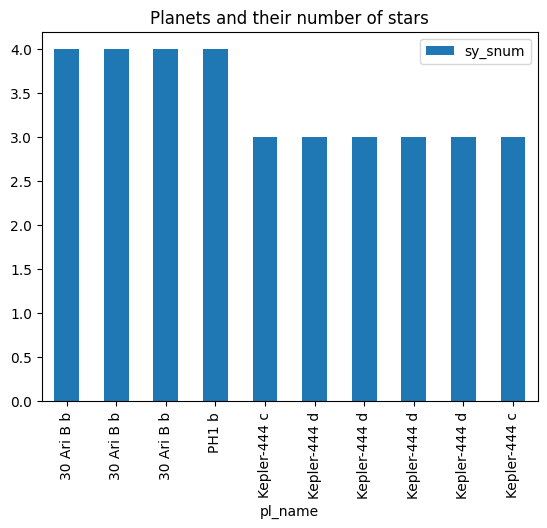 Planets and their number of stars
sy_snum
4.0
3.5
3.0
2.5
2.0
1.5
1.0
0.5
0.0
30 Ari B b
30 Ari B b
30 Ari B b
PH1 b
Kepler-444 c
Kepler-444 d
Kepler-444 d
Kepler-444 d
Kepler-444 d
Kepler-444 c
pl_name